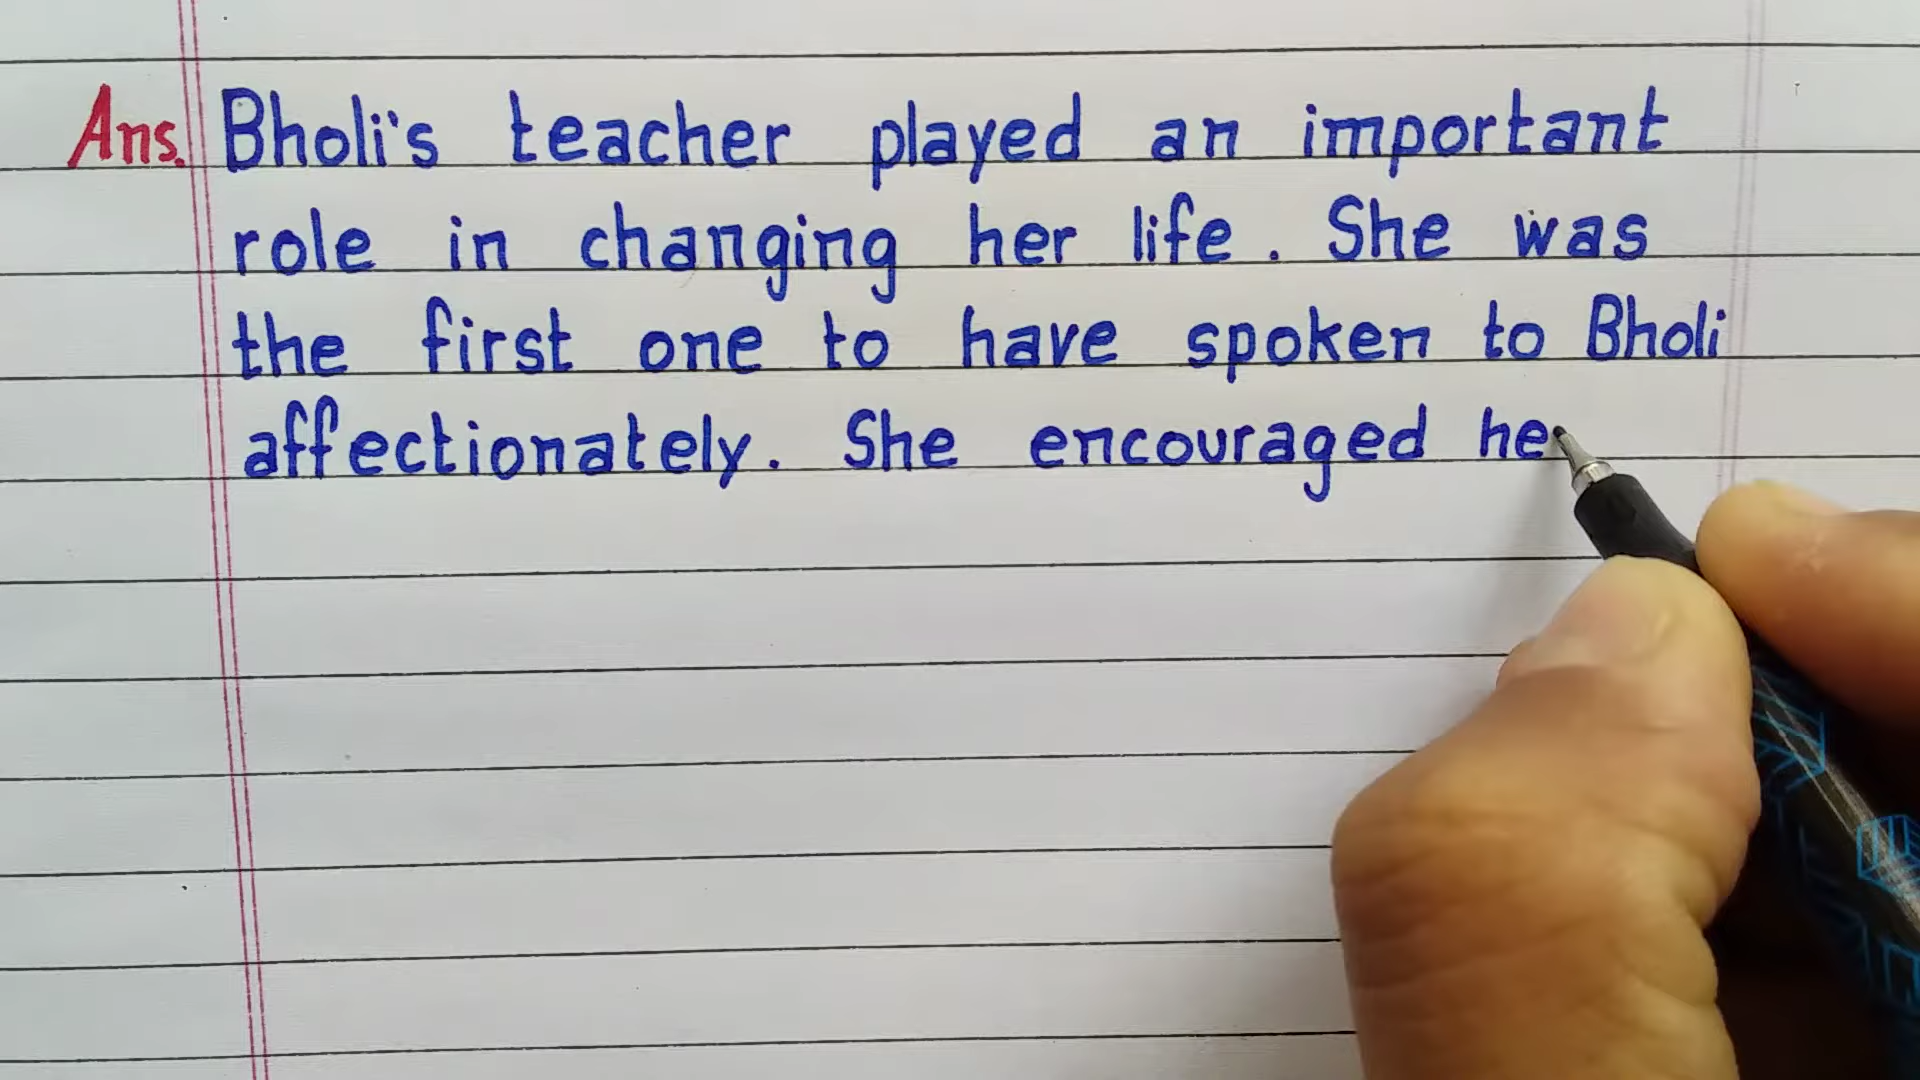 Ans. Bholi's teacher played an important
role in changing her life. She was
the first one to have spoken to Bholi
affectionately. She encouraged he